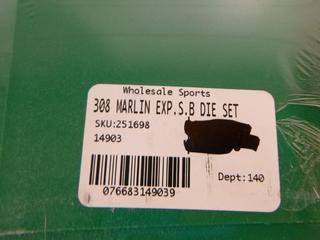 Wholesale Sports
308 MARLIN EXP.S.B DIE SET
SKU:251698
14903
Dept:140
076683149039